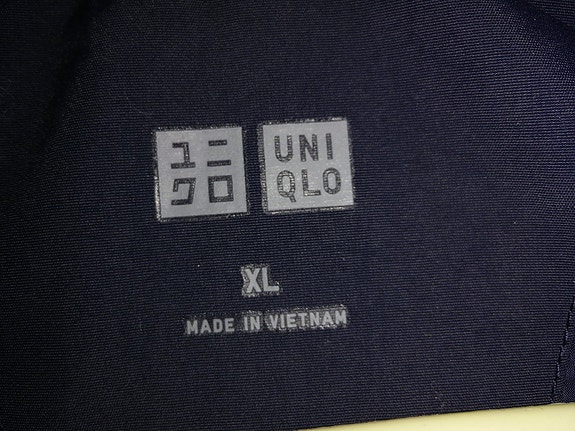 ユニ
クロ
UNI
QLO
XL
MADE IN VIETNAM